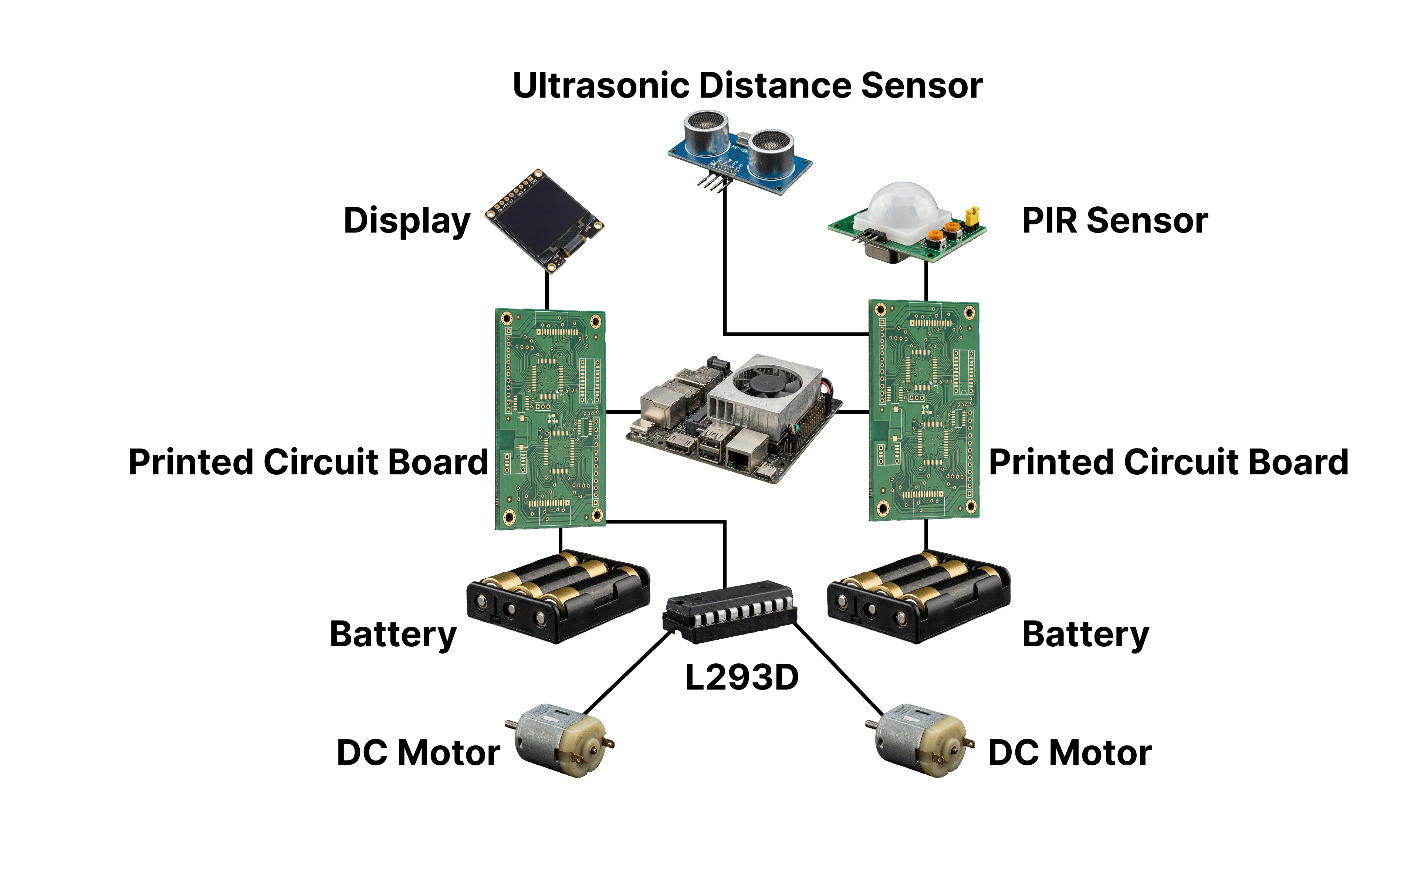 Ultrasonic Distance Sensor
Display
PIR Sensor
Printed Circuit Board
Printed Circuit Board
Battery
Battery
L293D
DC Motor
DC Motor